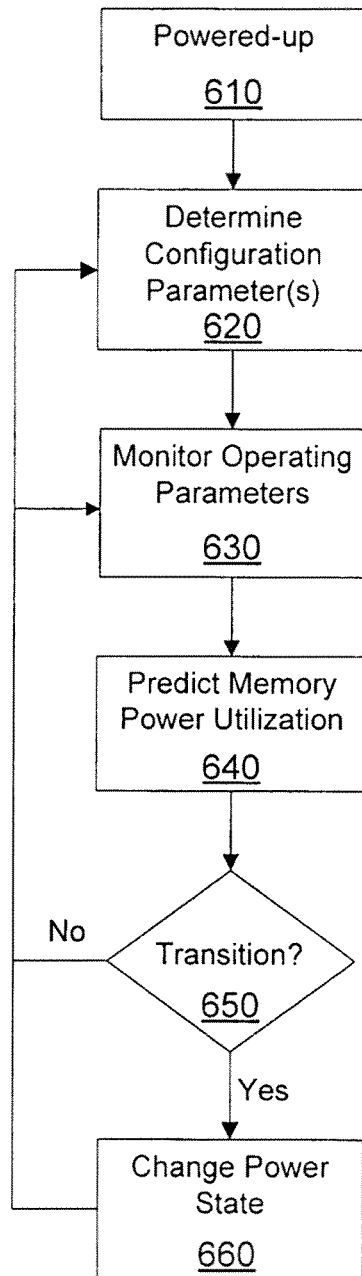 Powered-up
610
Determine
Configuration
Parameter(s)
620
Monitor Operating
Parameters
630
Predict Memory
Power Utilization
640
No
Transition?
650
Yes
Change Power
State
660